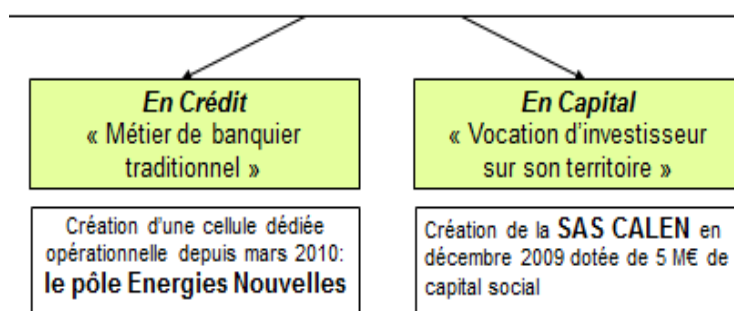 En Crédit
« Métier de banquier
traditionnel »
En Capital
« Vocation d'investisseur
sur son territoire »
Création d'une cellule dédiée
opérationnelle depuis mars 2010:
le pôle Energies Nouvelles
Création de la SAS CALEN en
décembre 2009 dotée de 5 M€ de
capital social